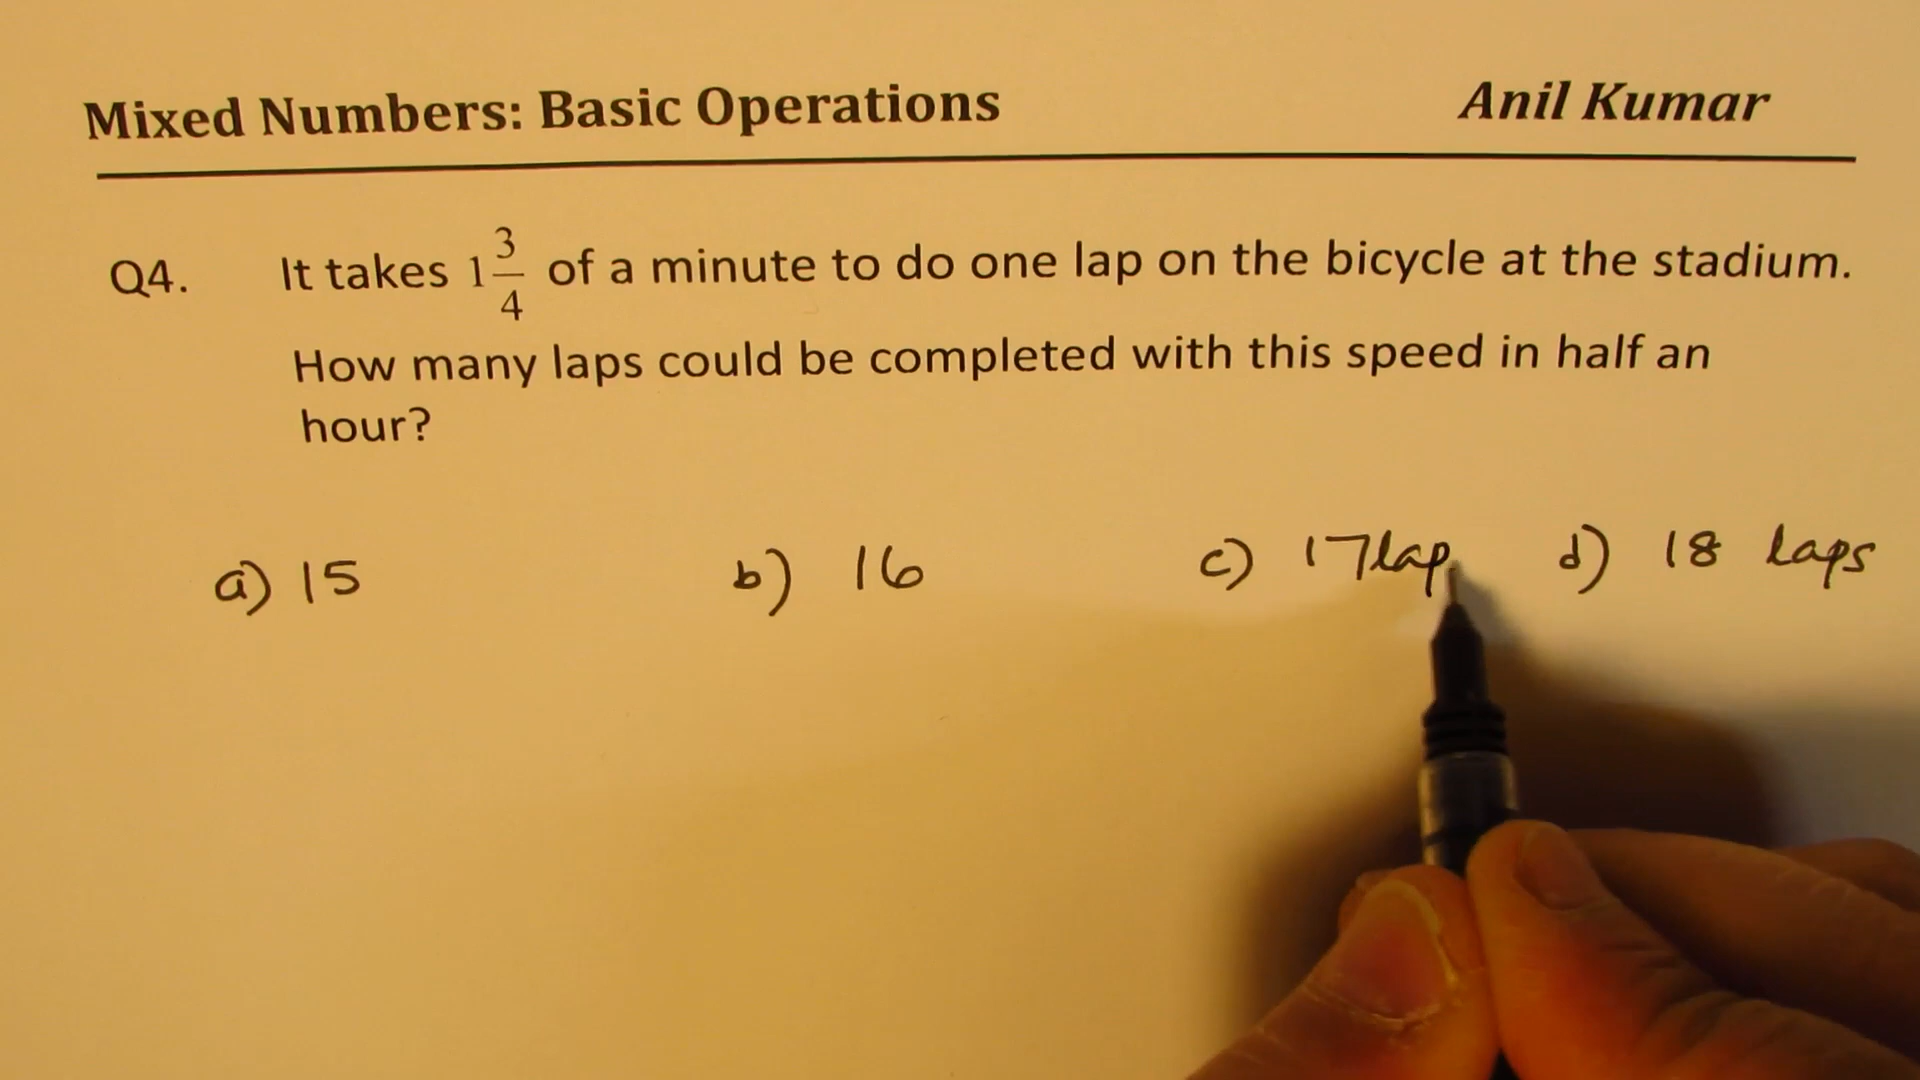 Mixed Numbers: Basic Operations Anil Kumar
Q4. It takes 1 3/4 of a minute to do one lap on the bicycle at the stadium.
How many laps could be completed with this speed in half an
hour?
a) 15 b) 16 c) 17 lap d) 18 laps